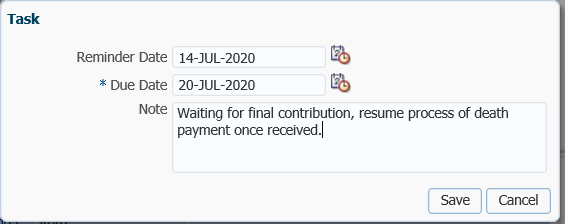 Task
Reminder Date 14-JUL-2020
* Due Date 20-JUL-2020
Note Waiting for final contribution, resume process of death
payment once received.
Save Cancel